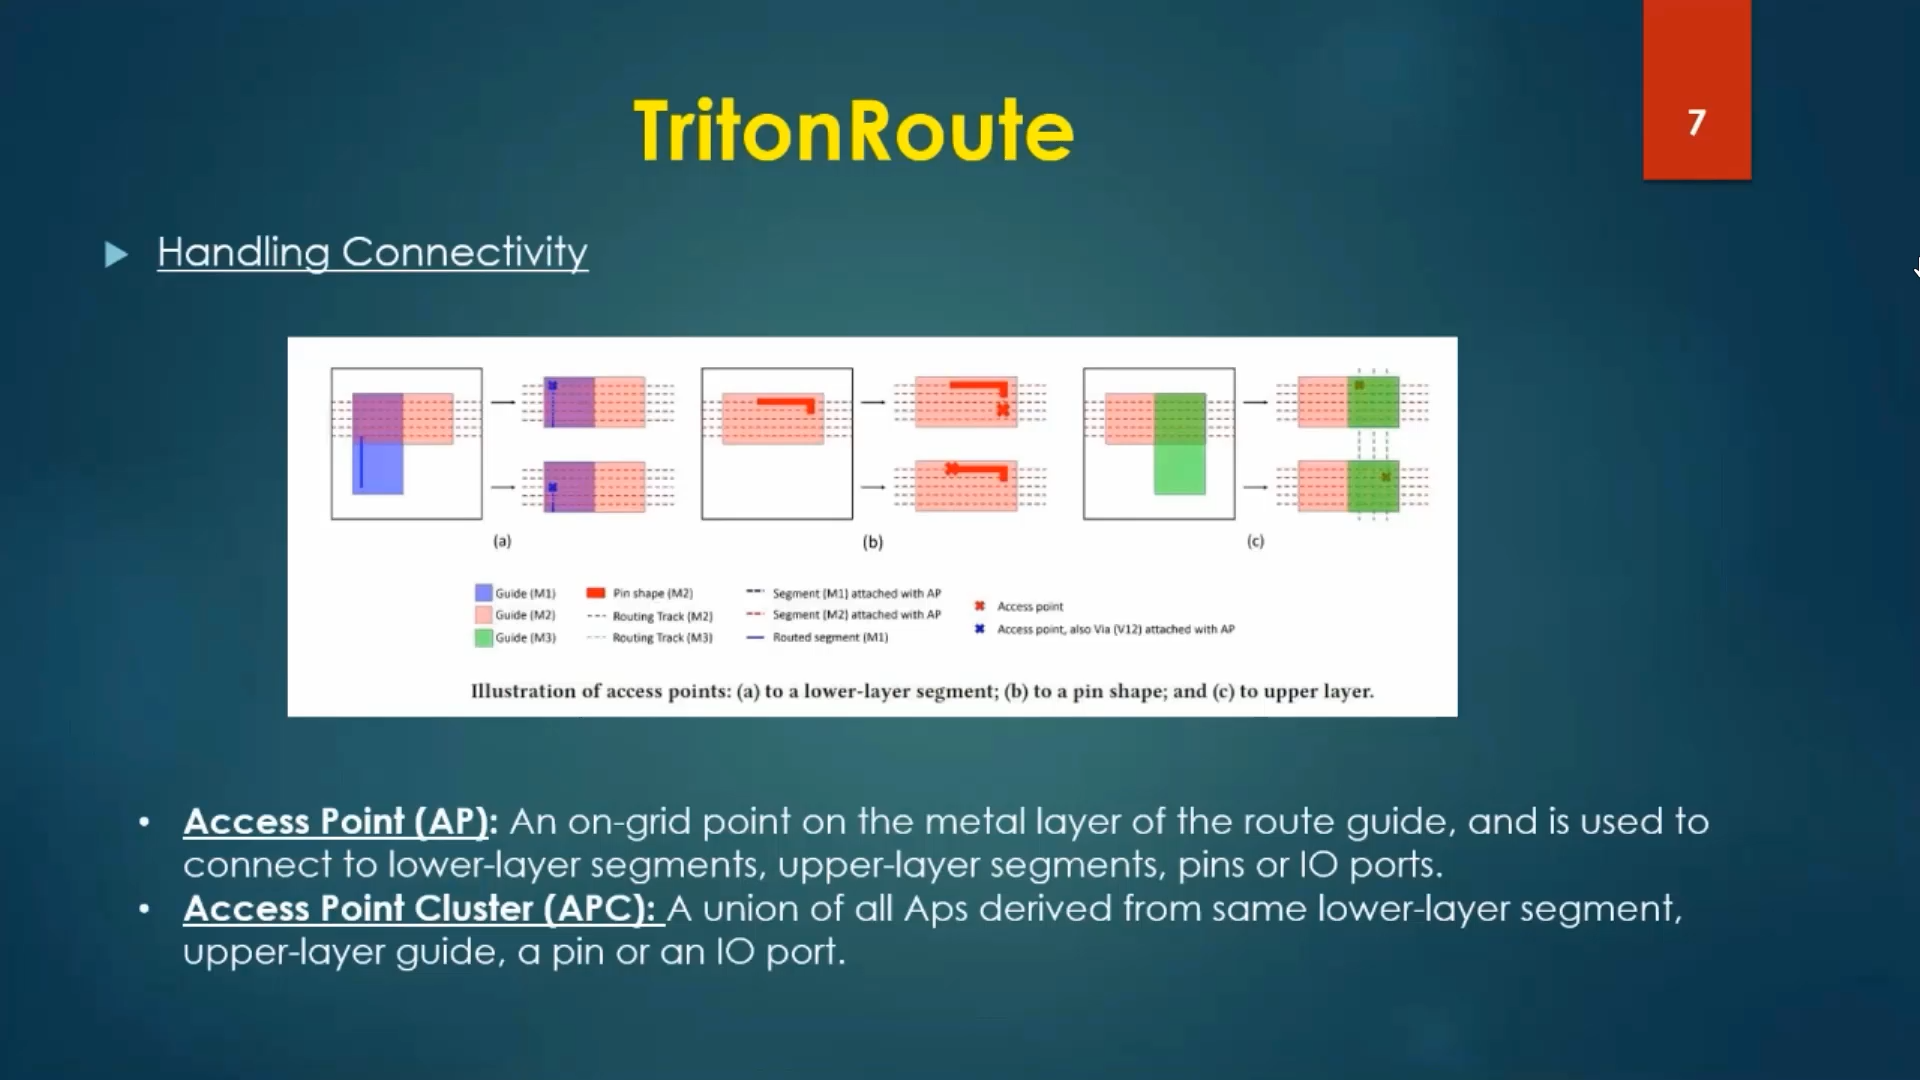 TritonRoute
7
Handling Connectivity
(a)
(b)
(c)
Guide (M1)
Guide (M2)
Guide (M3)
Pin shape (M2)
Routing Track (M2)
Routing Track (M3)
Segment (M1) attached with AP
Segment (M2) attached with AP
Routed segment (M1)
Access point
Access point, also Via (V12) attached with AP
Illustration of access points: (a) to a lower-layer segment; (b) to a pin shape; and (c) to upper layer.
• Access Point (AP): An on-grid point on the metal layer of the route guide, and is used to
connect to lower-layer segments, upper-layer segments, pins or IO ports.
• Access Point Cluster (APC): A union of all Aps derived from same lower-layer segment,
upper-layer guide, a pin or an IO port.